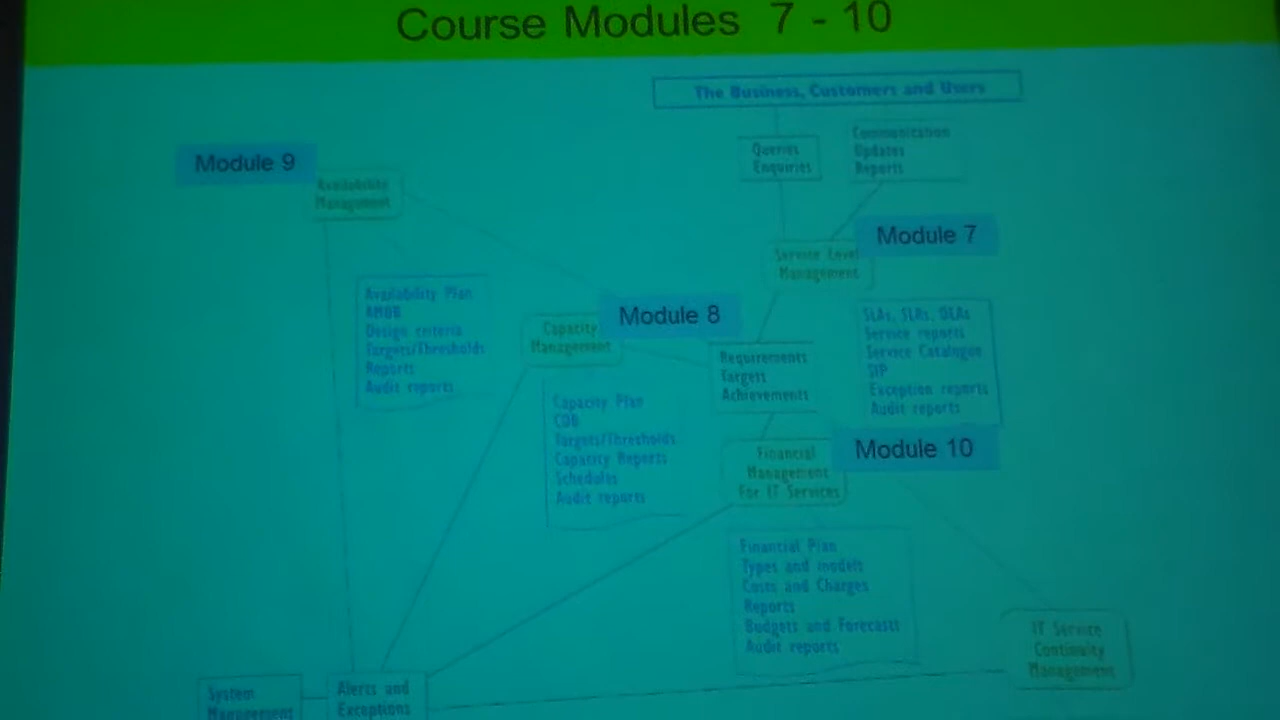 Course Modules 7 - 10
The Business, Customers and Users
Queries
Enquiries
Communication
Updates
Reports
Module 9
Availability
Management
Module 7
Service Level
Management
Availability Plan
AMDB
Design criteria
Targets/Thresholds
Reports
Audit reports
Module 8
Capacity
Management
Requirements
Targets
Achievements
SLAs, SLRs, OLAs
Service reports
Service Catalogue
SIP
Exception reports
Audit reports
Capacity Plan
CDB
Targets/Thresholds
Capacity Reports
Schedules
Audit reports
Module 10
Financial
Management
For IT Services
Financial Plan
Types and models
Costs and Charges
Reports
Budgets and Forecasts
Audit reports
IT Service
Continuity
Management
System
Management
Alerts and
Exceptions